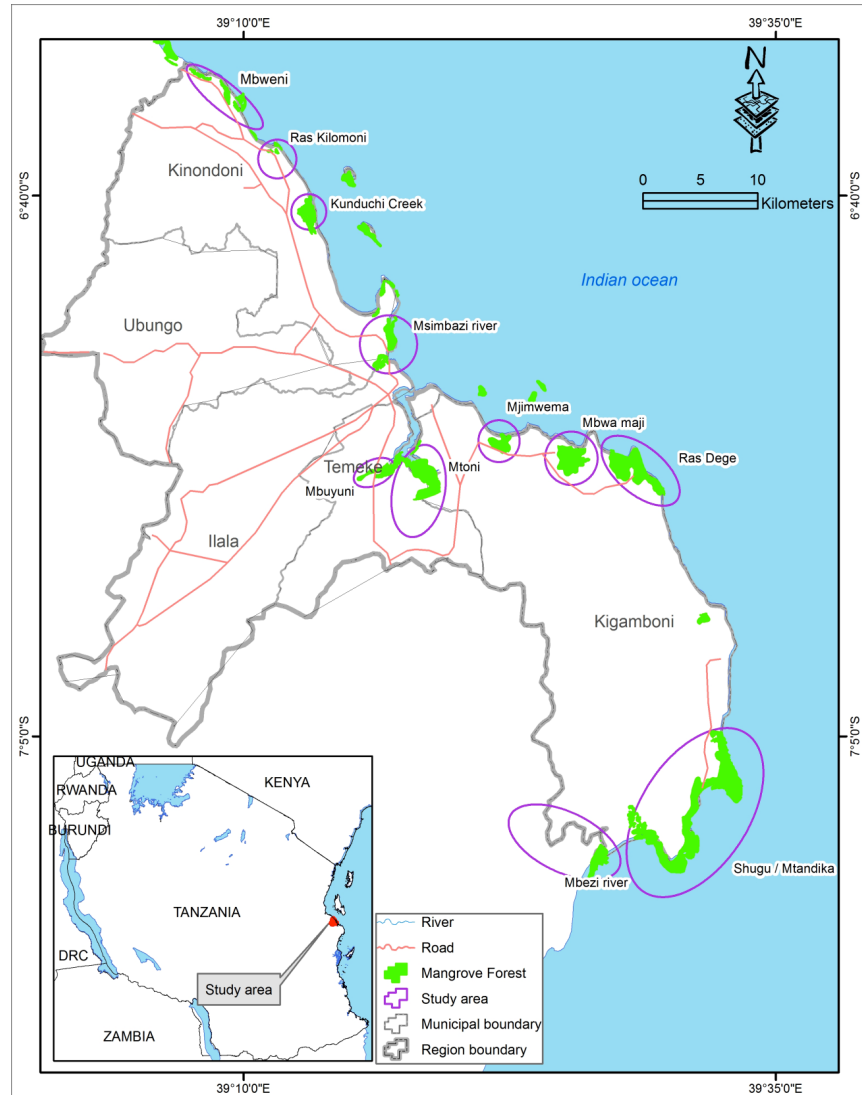 39°10'0"E
39°35'0"E
N
Mbweni
Ras Kilomoni
Kinondoni
0 5 10
Kilometers
6°40'0"S
6°40'0"S
Kunduchi Creek
Indian ocean
Ubungo
Msimbazi river
Mjimwema
Mbwa maji
Ras Dege
Temeke
Mtoni
Mbuyuni
Ilala
Kigamboni
7°5'0"S
7°5'0"S
Shugu / Mtandika
Mbezi river
UGANDA
KENYA
RWANDA
BURUNDI
TANZANIA
DRC
Study area
ZAMBIA
River
Road
Mangrove Forest
Study area
Municipal boundary
Region boundary
39°10'0"E
39°35'0"E